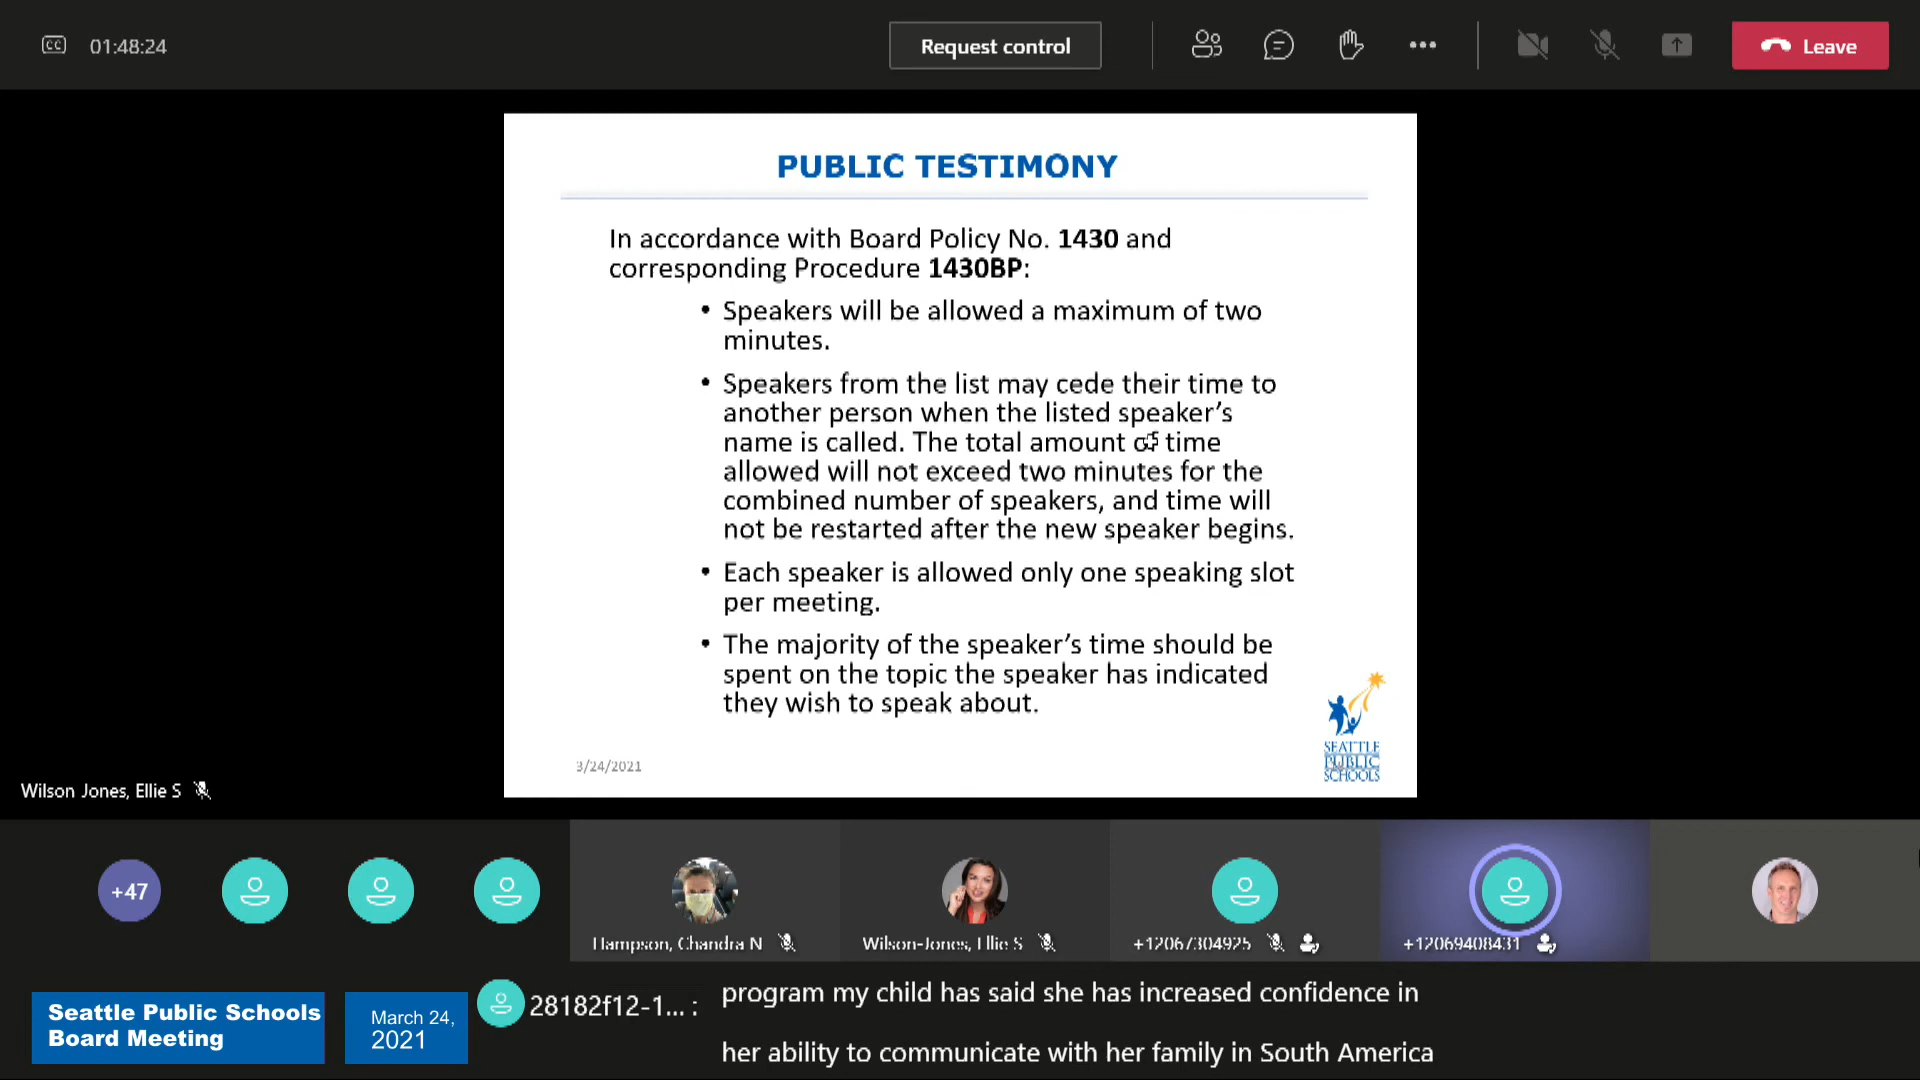 CC 01:48:24
Request control
Leave
PUBLIC TESTIMONY
In accordance with Board Policy No. 1430 and
corresponding Procedure 1430BP:
• Speakers will be allowed a maximum of two
minutes.
• Speakers from the list may cede their time to
another person when the listed speaker's
name is called. The total amount of time
allowed will not exceed two minutes for the
combined number of speakers, and time will
not be restarted after the new speaker begins.
• Each speaker is allowed only one speaking slot
per meeting.
• The majority of the speaker's time should be
spent on the topic the speaker has indicated
they wish to speak about.
SEATTLE
PUBLIC
SCHOOLS
3/24/2021
Wilson Jones, Ellie S
+47
Hampson, Chandra N
Wilson-Jones, Ellie S
+12067304925
+12069408431
Seattle Public Schools
Board Meeting
March 24,
2021
28182f12-1... :
program my child has said she has increased confidence in
her ability to communicate with her family in South America